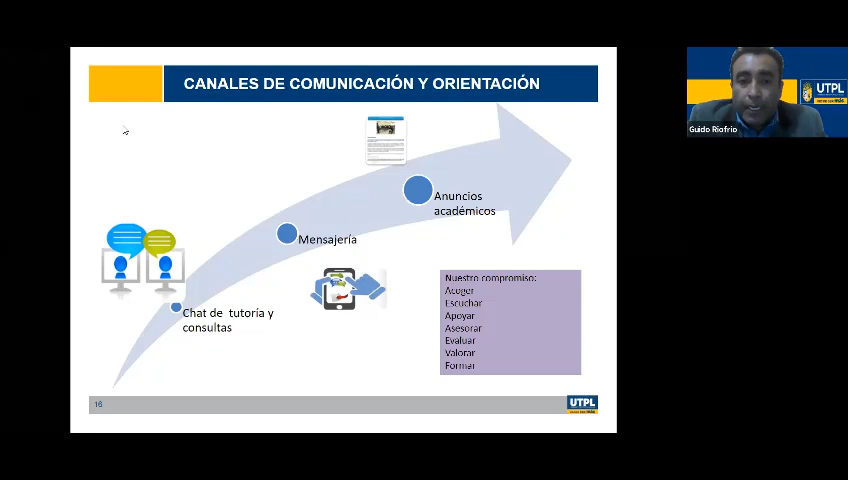 CANALES DE COMUNICACIÓN Y ORIENTACIÓN
UTPL
Guido Riofrio
Anuncios
académicos
Mensajería
Chat de tutoría y
consultas
Nuestro compromiso:
Acoger
Escuchar
Apoyar
Asesorar
Evaluar
Valorar
Formar
16
UTPL